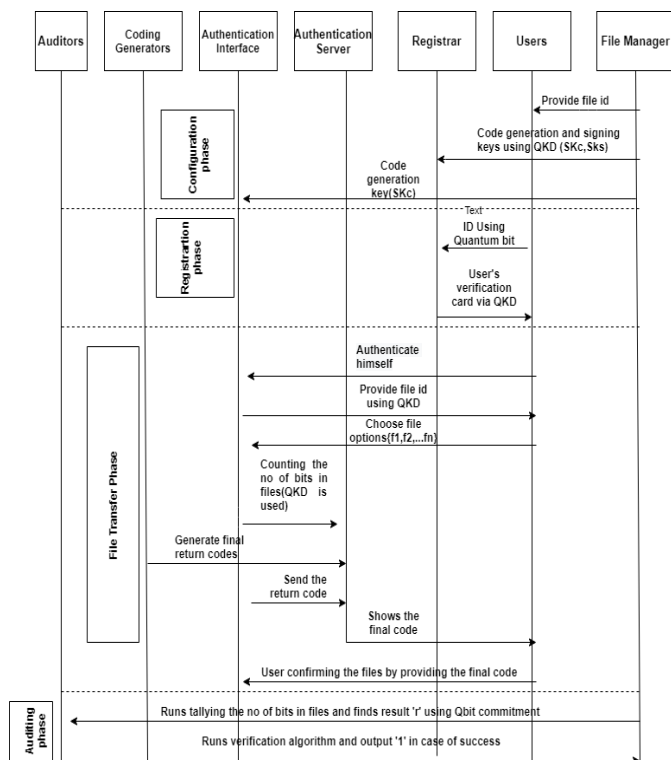 Auditors
Coding
Generators
Authentication
Interface
Authentication
Server
Registrar
Users
File Manager
Provide file id
Code generation and signing
keys using QKD (SKc,Sks)
Configuration
phase
Code
generation
key(SKc)
Text
ID Using
Quantum bit
Registrartion
phase
User's
verification
card via QKD
Authenticate
himself
Provide file id
using QKD
Choose file
options{f1,f2,...fn}
File Transfer Phase
Counting the
no of bits in
files(QKD is
used)
Generate final
return codes
Send the
return code
Shows the
final code
User confirming the files by providing the final code
Auditing
phase
Runs tallying the no of bits in files and finds result 'r' using Qbit commitment
Runs verification algorithm and output '1' in case of success